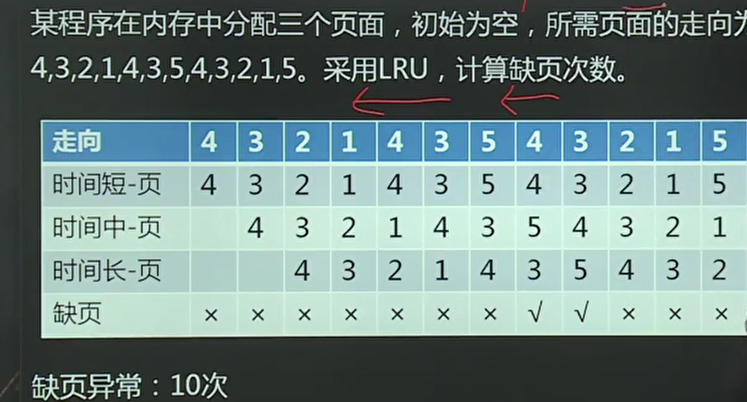 某程序在内存中分配三个页面，初始为空，所需页面的走向为
4,3,2,1,4,3,5,4,3,2,1,5。采用LRU，计算缺页次数。
走向 4 3 2 1 4 3 5 4 3 2 1 5
时间短-页 4 3 2 1 4 3 5 4 3 2 1 5
时间中-页 4 3 2 1 4 3 5 4 3 2 1
时间长-页 4 3 2 1 4 3 5 4 3 2
缺页 × × × × × × × √ √ × × ×
缺页异常：10次